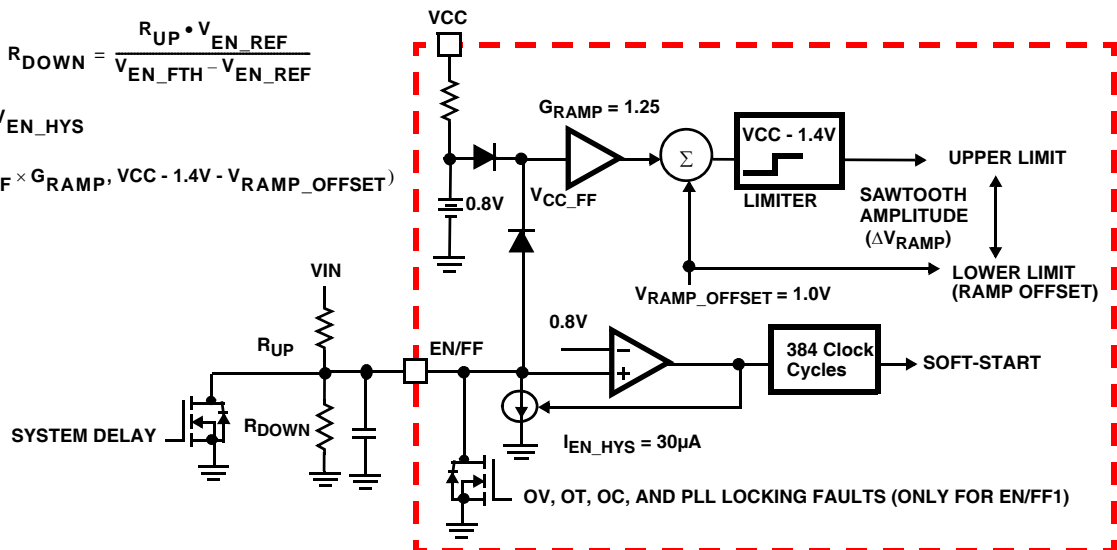 R_DOWN = R_UP • V_EN_REF / V_EN_FTH – V_EN_REF
V_EN_HYS
F × G_RAMP, VCC - 1.4V - V_RAMP_OFFSET)
VCC
G_RAMP = 1.25
Σ
VCC - 1.4V
LIMITER
UPPER LIMIT
0.8V
V_CC_FF
SAWTOOTH
AMPLITUDE
(ΔV_RAMP)
LOWER LIMIT
(RAMP OFFSET)
V_RAMP_OFFSET = 1.0V
VIN
R_UP
EN/FF
0.8V
–
+
384 Clock
Cycles
SOFT-START
SYSTEM DELAY
R_DOWN
I_EN_HYS = 30µA
OV, OT, OC, AND PLL LOCKING FAULTS (ONLY FOR EN/FF1)